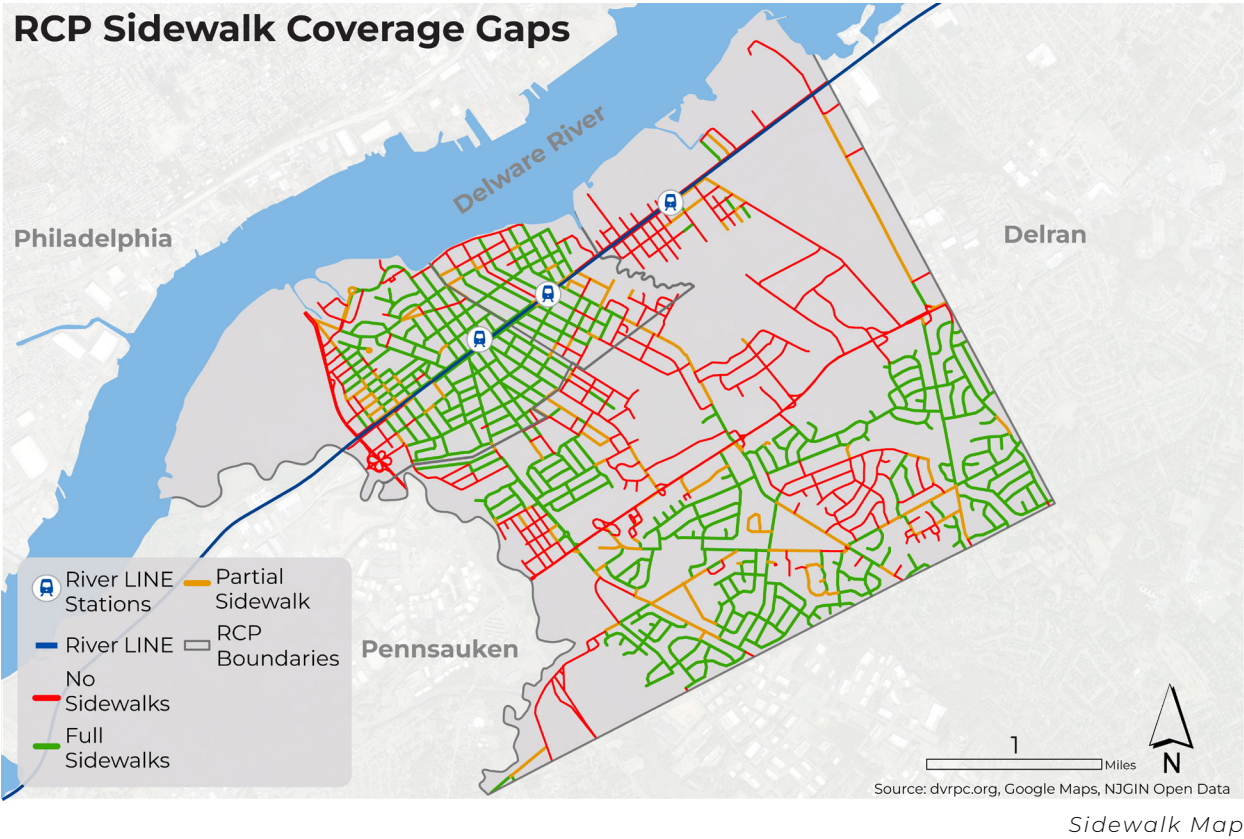 RCP Sidewalk Coverage Gaps
Delware River
Philadelphia
Delran
River LINE
Stations
Partial
Sidewalk
River LINE
RCP
Boundaries
No
Sidewalks
Full
Sidewalks
Pennsauken
1
Miles
N
Source: dvrpc.org, Google Maps, NJGIN Open Data
Sidewalk Map